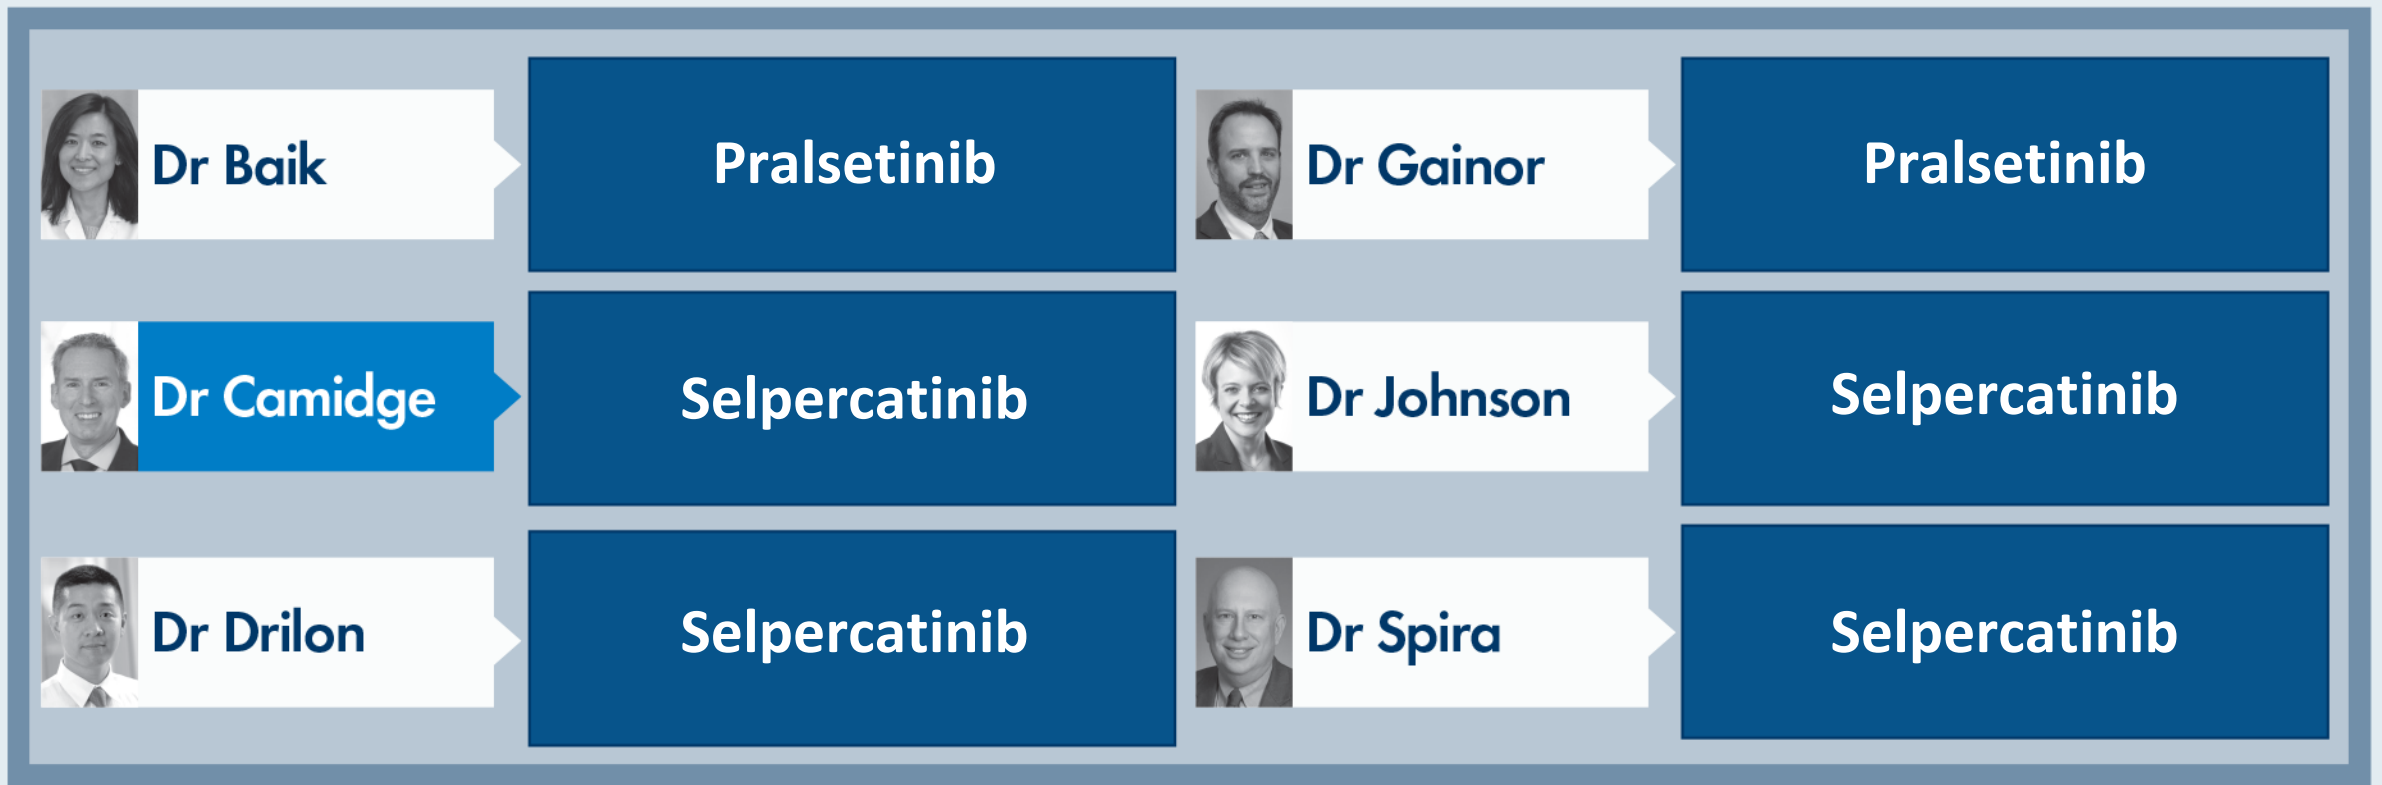 Dr Baik
Pralsetinib
Dr Gainor
Pralsetinib
Dr Camidge
Selpercatinib
Dr Johnson
Selpercatinib
Dr Drilon
Selpercatinib
Dr Spira
Selpercatinib